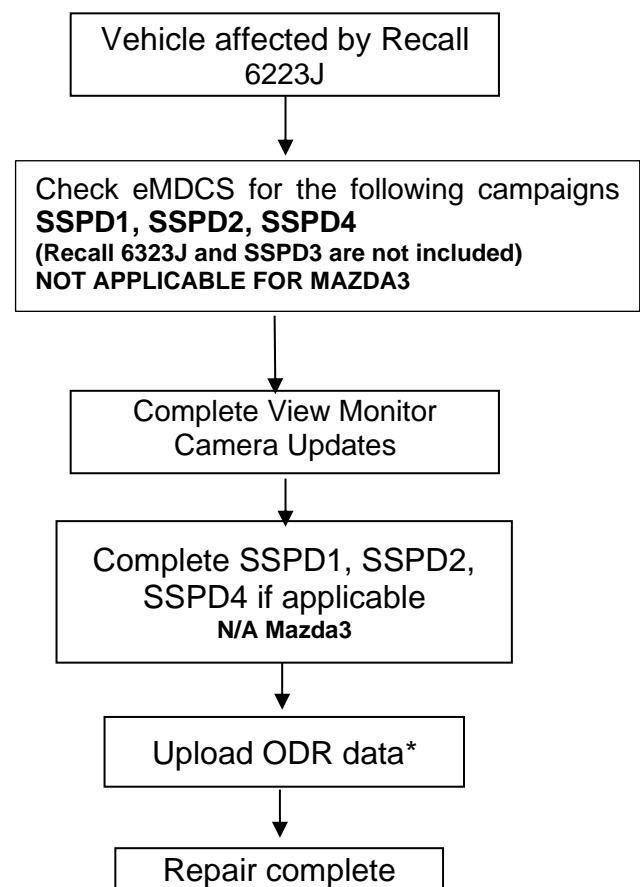 Vehicle affected by Recall
6223J
Check eMDCS for the following campaigns
SSPD1, SSPD2, SSPD4
(Recall 6323J and SSPD3 are not included)
NOT APPLICABLE FOR MAZDA3
Complete View Monitor
Camera Updates
Complete SSPD1, SSPD2,
SSPD4 if applicable
N/A Mazda3
Upload ODR data*
Repair complete